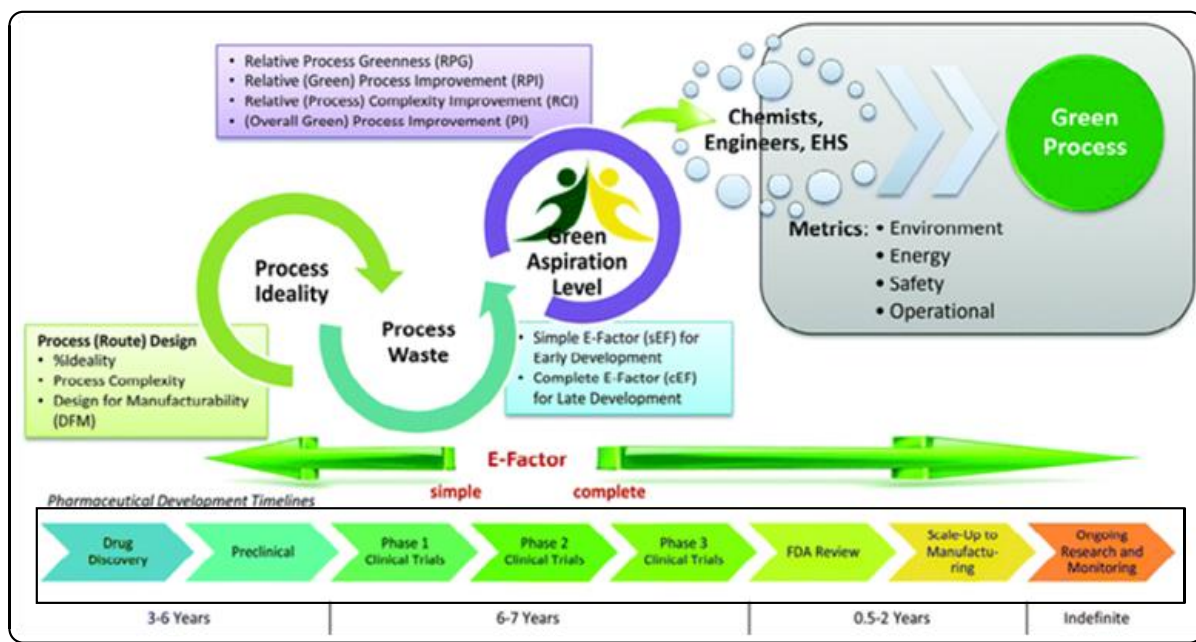 • Relative Process Greenness (RPG)
• Relative (Green) Process Improvement (RPI)
• Relative (Process) Complexity Improvement (RCI)
• (Overall Green) Process Improvement (PI)
Chemists,
Engineers, EHS
Green
Process
Metrics: • Environment
• Energy
• Safety
• Operational
Green
Aspiration
Level
Process
Ideality
Process
Waste
Process (Route) Design
• %Ideality
• Process Complexity
• Design for Manufacturability
(DFM)
• Simple E-Factor (sEF) for
Early Development
• Complete E-Factor (cEF)
for Late Development
E-Factor
simple
complete
Pharmaceutical Development Timelines
Drug
Discovery
Preclinical
Phase 1
Clinical Trials
Phase 2
Clinical Trials
Phase 3
Clinical Trials
FDA Review
Scale-Up to
Manufactu-
ring
Ongoing
Research and
Monitoring
3-6 Years
6-7 Years
0.5-2 Years
Indefinite